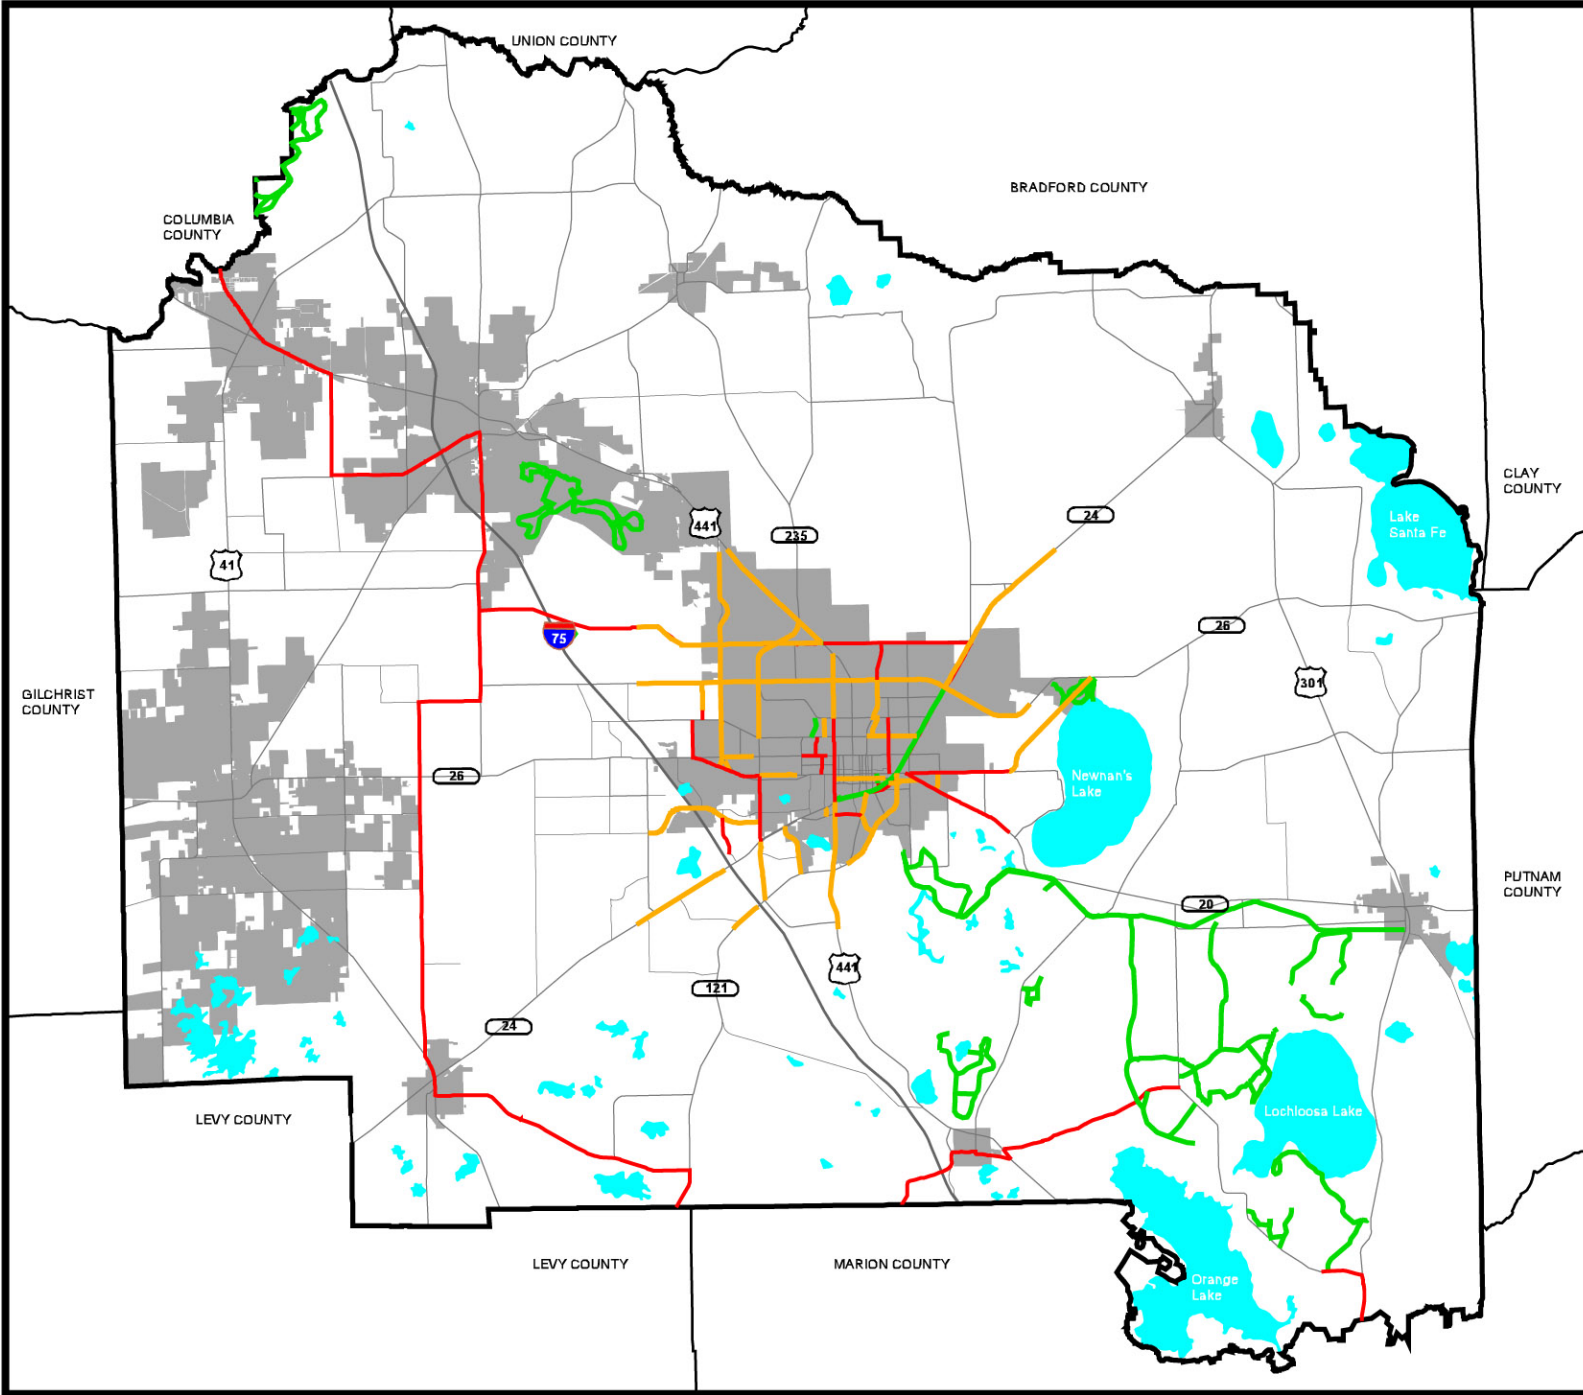 UNION COUNTY
BRADFORD COUNTY
COLUMBIA
COUNTY
CLAY
COUNTY
24
Lake
Santa Fe
441
235
41
26
75
301
GILCHRIST
COUNTY
26
Newnan's
Lake
PUTNAM
COUNTY
20
441
121
24
LEVY COUNTY
Lochloosa Lake
LEVY COUNTY
MARION COUNTY
Orange
Lake